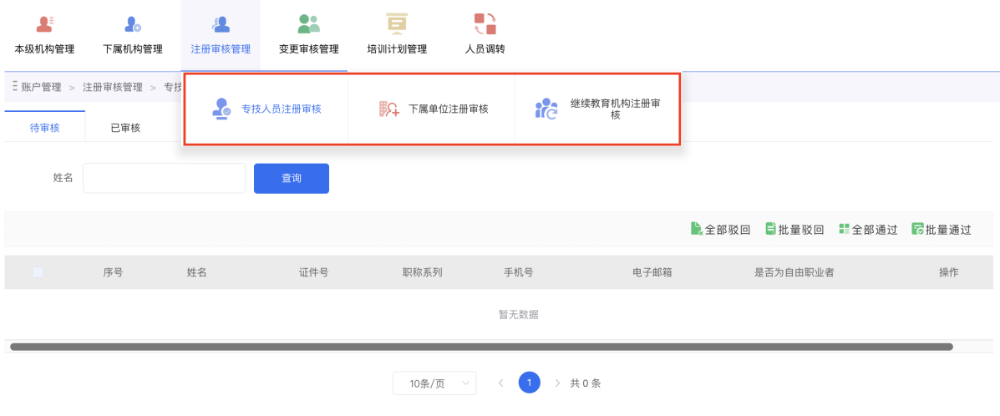 本级机构管理 下属机构管理 注册审核管理 变更审核管理 培训计划管理 人员调转
账户管理 > 注册审核管理 > 专技
专技人员注册审核 下属单位注册审核 继续教育机构注册审
核
待审核 已审核
姓名 查询
全部驳回 批量驳回 全部通过 批量通过
序号 姓名 证件号 职称系列 手机号 电子邮箱 是否为自由职业者 操作
暂无数据
10条/页 < 1 > 共 0 条